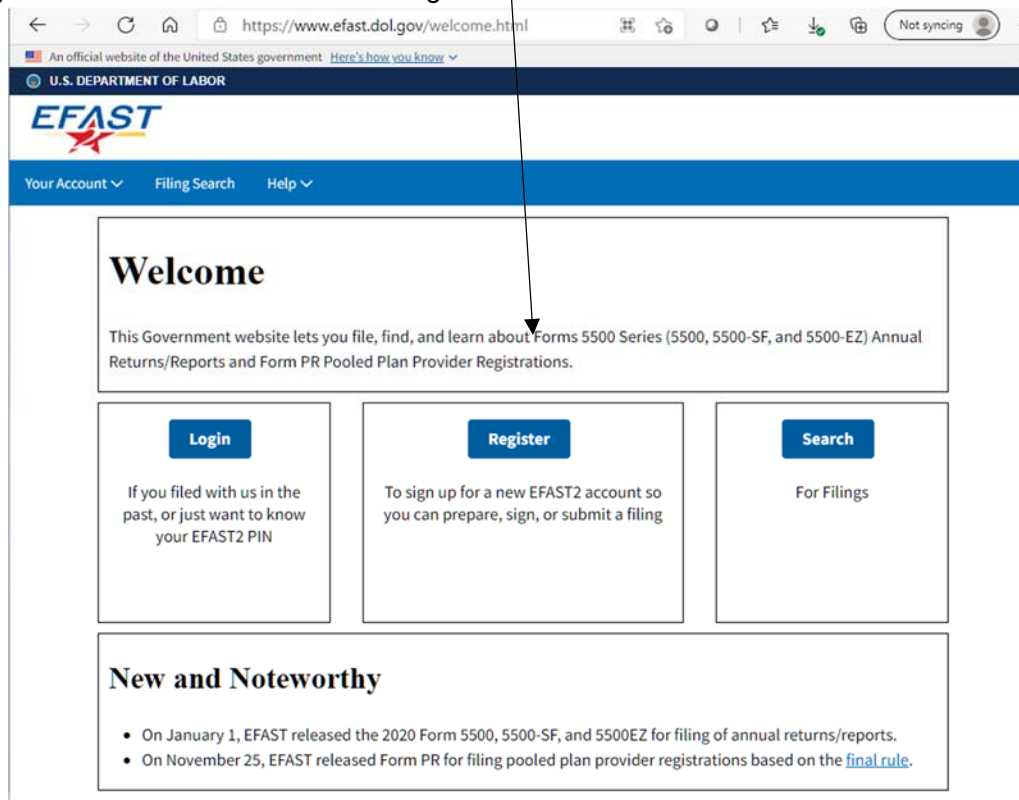 https://www.efast.dol.gov/welcome.html
Not syncing
An official website of the United States government Here's how you know
U.S. DEPARTMENT OF LABOR
EFAST
2
Your Account Filing Search Help
Welcome
This Government website lets you file, find, and learn about Forms 5500 Series (5500, 5500-SF, and 5500-EZ) Annual
Returns/Reports and Form PR Pooled Plan Provider Registrations.
Login
If you filed with us in the
past, or just want to know
your EFAST2 PIN
Register
To sign up for a new EFAST2 account so
you can prepare, sign, or submit a filing
Search
For Filings
New and Noteworthy
• On January 1, EFAST released the 2020 Form 5500, 5500-SF, and 5500EZ for filing of annual returns/reports.
• On November 25, EFAST released Form PR for filing pooled plan provider registrations based on the final rule.